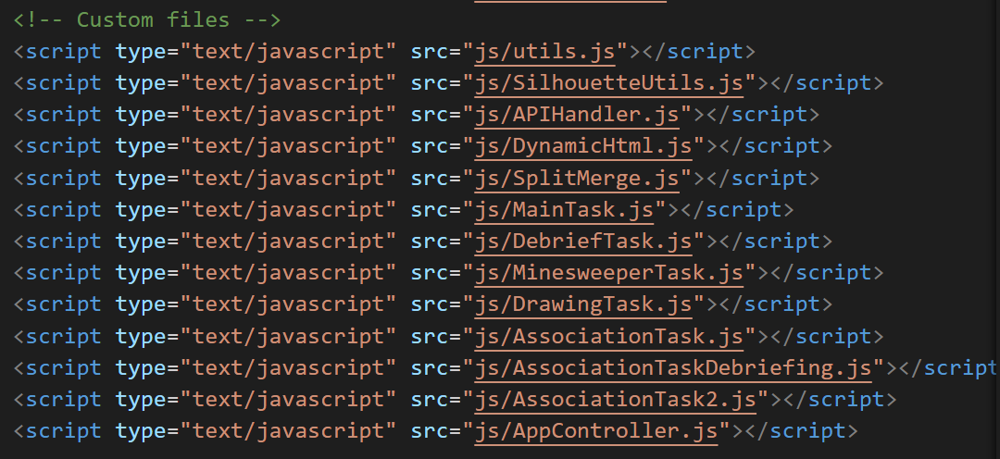 <!-- Custom files -->
<script type="text/javascript" src="js/utils.js"></script>
<script type="text/javascript" src="js/SilhouetteUtils.js"></script>
<script type="text/javascript" src="js/APIHandler.js"></script>
<script type="text/javascript" src="js/DynamicHtml.js"></script>
<script type="text/javascript" src="js/SplitMerge.js"></script>
<script type="text/javascript" src="js/MainTask.js"></script>
<script type="text/javascript" src="js/DebriefTask.js"></script>
<script type="text/javascript" src="js/MinesweeperTask.js"></script>
<script type="text/javascript" src="js/DrawingTask.js"></script>
<script type="text/javascript" src="js/AssociationTask.js"></script>
<script type="text/javascript" src="js/AssociationTaskDebriefing.js"></script
<script type="text/javascript" src="js/AssociationTask2.js"></script>
<script type="text/javascript" src="js/AppController.js"></script>